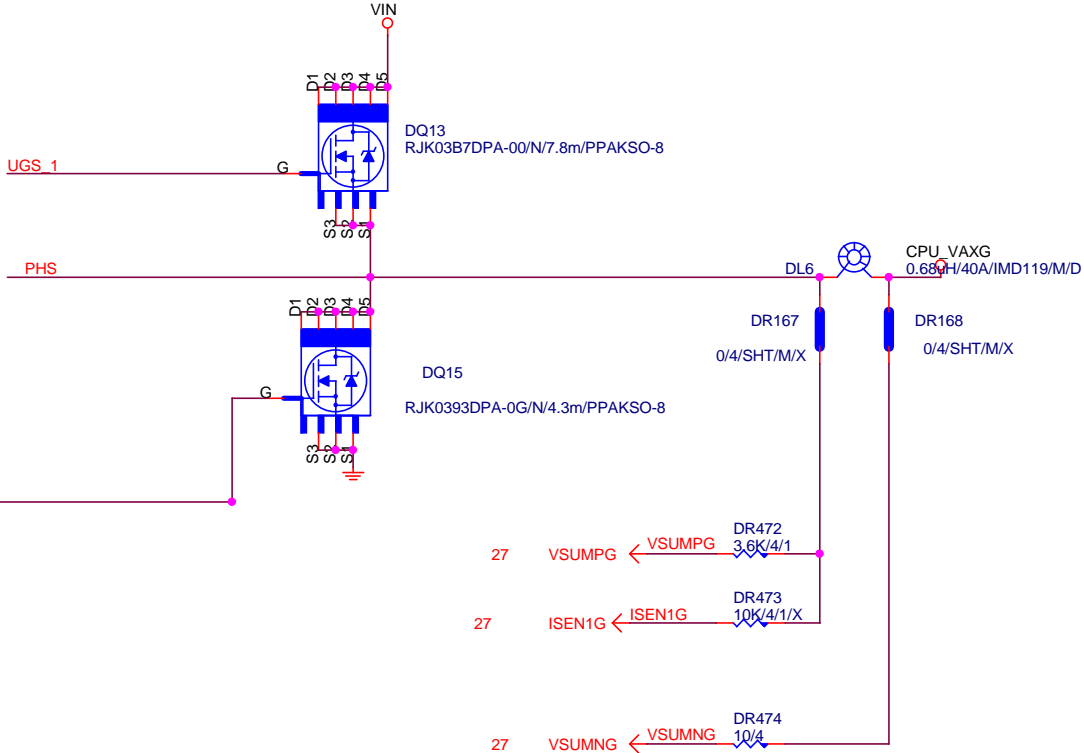 VIN
D1
D2
D3
D4
D5
DQ13
RJK03B7DPA-00/N/7.8m/PPAKSO-8
UGS_1
G
S3
S2
S1
PHS
DL6
CPU_VAXG
0.68uH/40A/IMD119/M/D
D1
D2
D3
D4
D5
DR167
DR168
0/4/SHT/M/X
0/4/SHT/M/X
DQ15
G
RJK0393DPA-0G/N/4.3m/PPAKSO-8
S3
S2
S1
DR472
27 VSUMPG VSUMPG 3.6K/4/1
DR473
27 ISEN1G ISEN1G 10K/4/1/X
DR474
27 VSUMNG VSUMNG 10/4